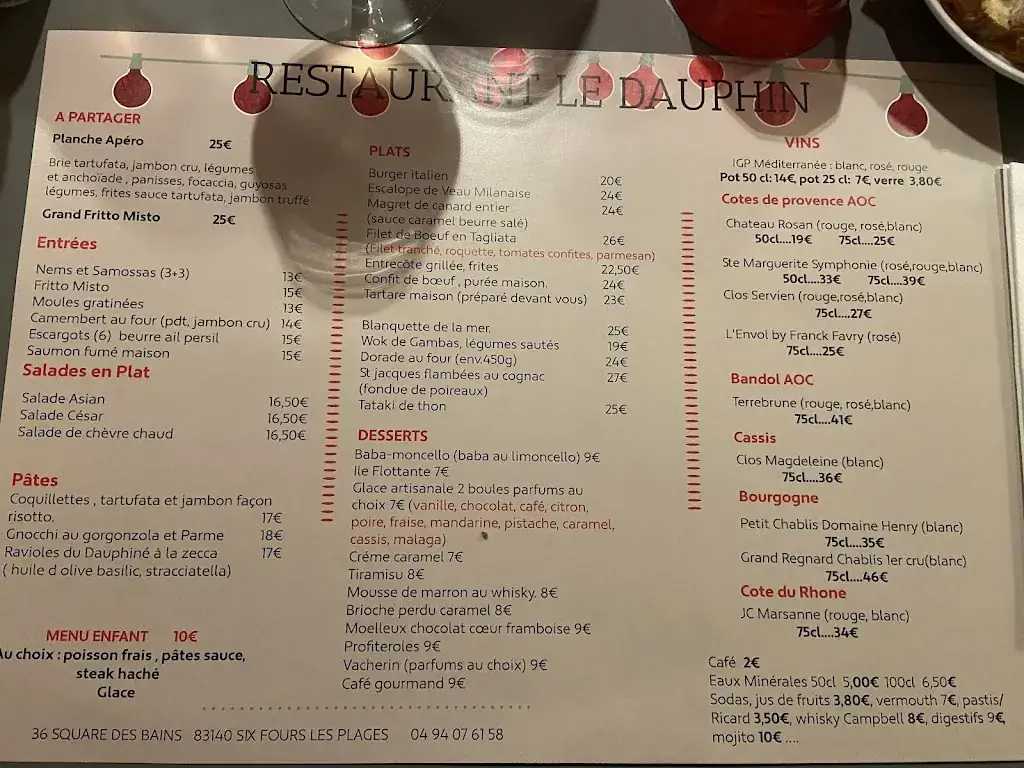 RESTAURANT LE DAUPHIN
A PARTAGER
Planche Apéro 25€
Brie tartufata, jambon cru, légumes
et anchoïade , panisses, focaccia, guyosas
légumes, frites sauce tartufata, jambon truffé
Grand Fritto Misto 25€
Entrées
Nems et Samossas (3+3) 13€
Fritto Misto 15€
Moules gratinées 13€
Camembert au four (pdt, jambon cru) 14€
Escargots (6) beurre ail persil 15€
Saumon fumé maison 15€
Salades en Plat
Salade Asian 16,50€
Salade César 16,50€
Salade de chèvre chaud 16,50€
Pâtes
Coquillettes , tartufata et jambon façon
risotto. 17€
Gnocchi au gorgonzola et Parme 18€
Ravioles du Dauphiné à la zecca 17€
( huile d olive basilic, stracciatella)
MENU ENFANT 10€
Au choix : poisson frais , pâtes sauce,
steak haché
Glace
PLATS
Burger italien 20€
Escalope de Veau Milanaise 24€
Magret de canard entier 24€
(sauce caramel beurre salé)
Filet de Boeuf en Tagliata 26€
(Filet tranché, roquette, tomates confites, parmesan)
Entrecôte grillée, frites 22,50€
Confit de bœuf , purée maison. 24€
Tartare maison (préparé devant vous) 23€
Blanquette de la mer. 25€
Wok de Gambas, légumes sautés 19€
Dorade au four (env.450g) 24€
St jacques flambées au cognac 27€
(fondue de poireaux)
Tataki de thon 25€
DESSERTS
Baba-moncello (baba au limoncello) 9€
Ile Flottante 7€
Glace artisanale 2 boules parfums au
choix 7€ (vanille, chocolat, café, citron,
poire, fraise, mandarine, pistache, caramel,
cassis, malaga)
Créme caramel 7€
Tiramisu 8€
Mousse de marron au whisky. 8€
Brioche perdu caramel 8€
Moelleux chocolat cœur framboise 9€
Profiteroles 9€
Vacherin (parfums au choix) 9€
Café gourmand 9€
VINS
IGP Méditerranée : blanc, rosé, rouge
Pot 50 cl: 14€, pot 25 cl: 7€, verre 3,80€
Cotes de provence AOC
Chateau Rosan (rouge, rosé,blanc)
50cl....19€ 75cl....25€
Ste Marguerite Symphonie (rosé,rouge,blanc)
50cl....33€ 75cl....39€
Clos Servien (rouge,rosé,blanc)
75cl....27€
L'Envol by Franck Favry (rosé)
75cl....25€
Bandol AOC
Terrebrune (rouge, rosé,blanc)
75cl....41€
Cassis
Clos Magdeleine (blanc)
75cl....36€
Bourgogne
Petit Chablis Domaine Henry (blanc)
75cl....35€
Grand Regnard Chablis 1er cru(blanc)
75cl....46€
Cote du Rhone
JC Marsanne (rouge, blanc)
75cl....34€
Café 2€
Eaux Minérales 50cl 5,00€ 100cl 6,50€
Sodas, jus de fruits 3,80€, vermouth 7€, pastis/
Ricard 3,50€, whisky Campbell 8€, digestifs 9€,
mojito 10€ ....
36 SQUARE DES BAINS 83140 SIX FOURS LES PLAGES 04 94 07 61 58